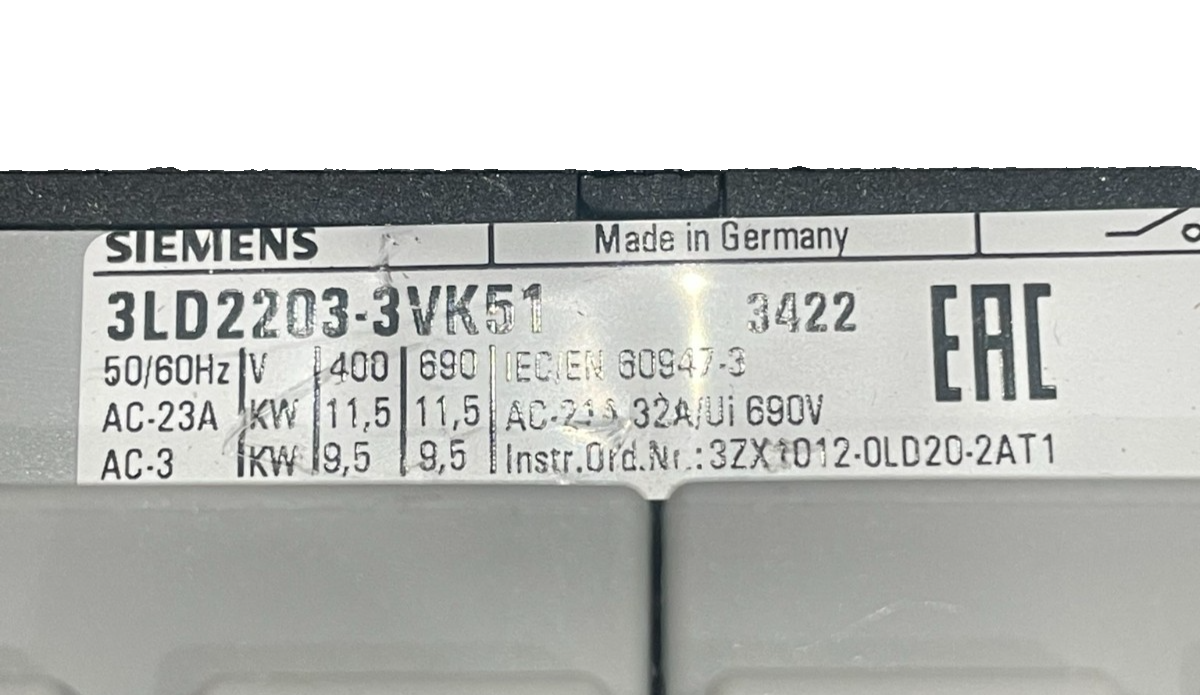 SIEMENS Made in Germany
3LD2203-3VK51 3422 EAC
50/60Hz V 400 690 IEC/EN 60947-3
AC-23A KW 11,5 11,5 AC-21A 32A/Ui 690V
AC-3 KW 9,5 9,5 Instr.Ord.Nr.:3ZX1012-0LD20-2AT1